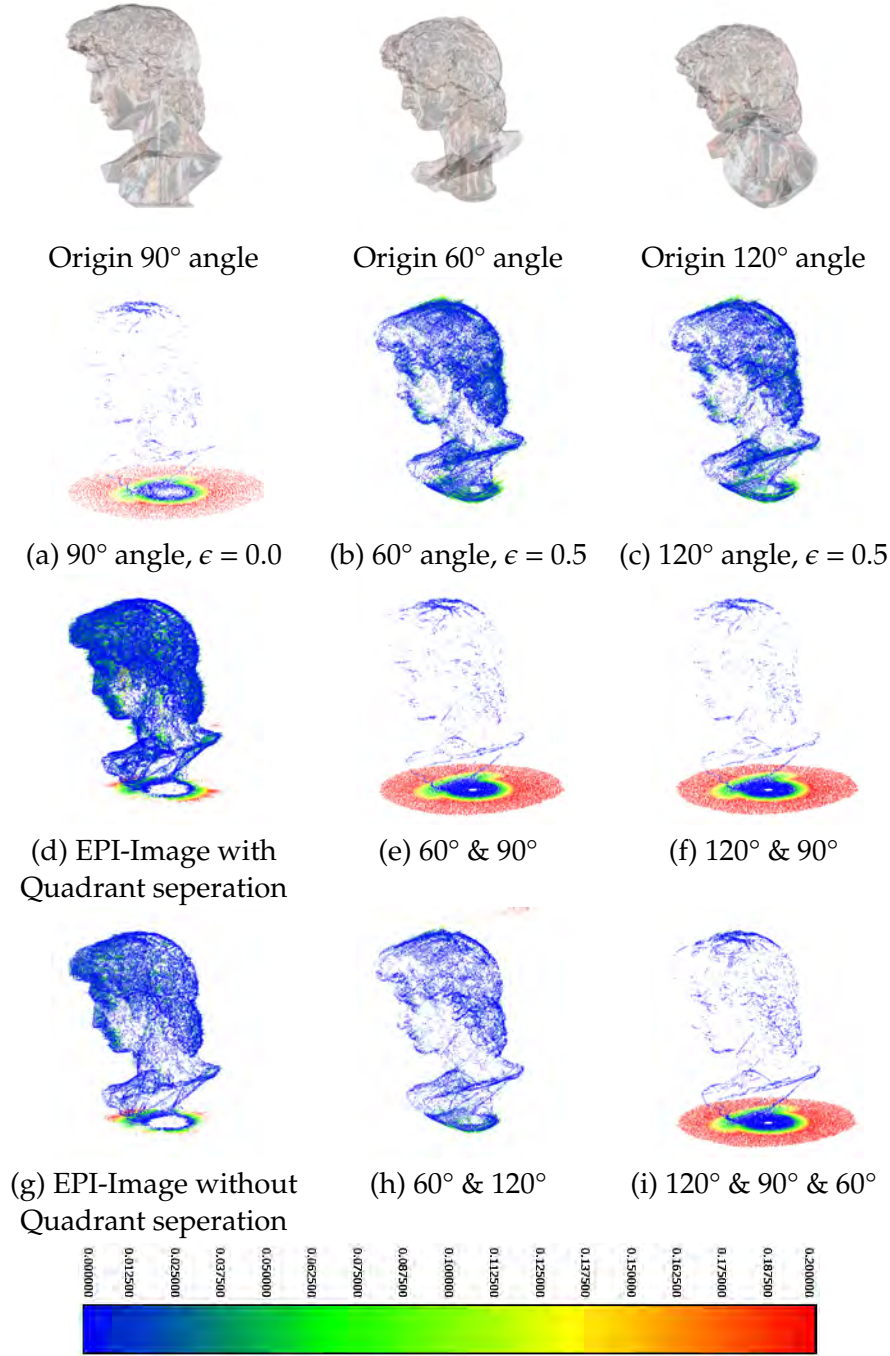 Origin 90° angle
Origin 60° angle
Origin 120° angle
(a) 90° angle, ϵ = 0.0
(b) 60° angle, ϵ = 0.5
(c) 120° angle, ϵ = 0.5
(d) EPI-Image with
Quadrant seperation
(e) 60° & 90°
(f) 120° & 90°
(g) EPI-Image without
Quadrant seperation
(h) 60° & 120°
(i) 120° & 90° & 60°
0.000000
0.012500
0.025000
0.037500
0.050000
0.062500
0.075000
0.087500
0.100000
0.112500
0.125000
0.137500
0.150000
0.162500
0.175000
0.187500
0.200000